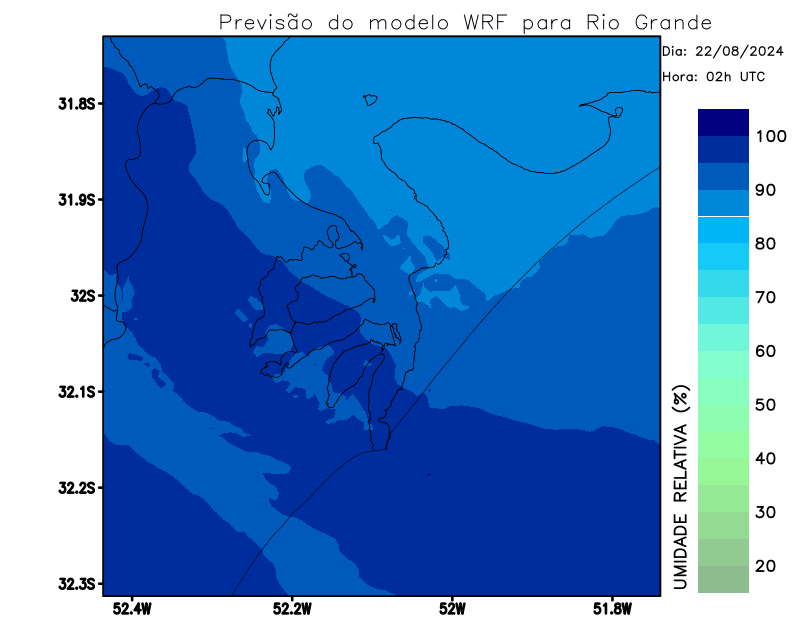 Previsão do modelo WRF para Rio Grande
Dia: 22/08/2024
Hora: 02h UTC
31.8S
31.9S
32S
32.1S
32.2S
32.3S
52.4W
52.2W
52W
51.8W
100
90
80
70
60
50
40
30
20
UMIDADE RELATIVA (%)